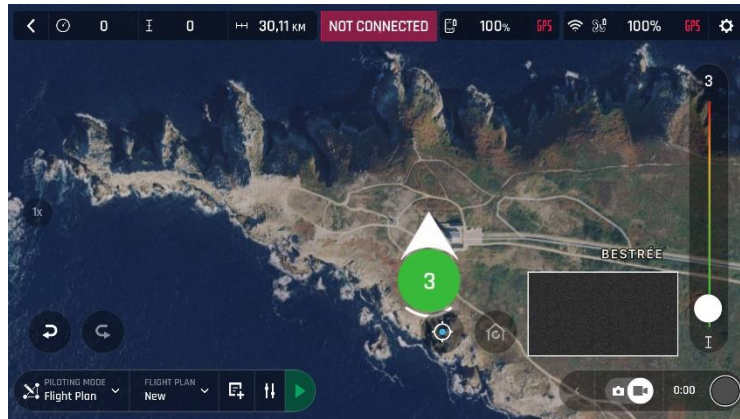 0
0
30,11 км
NOT CONNECTED
100%
GPS
100%
GPS
3
1x
BESTRÉE
3
PILOTING MODE
Flight Plan
FLIGHT PLAN
New
0:00